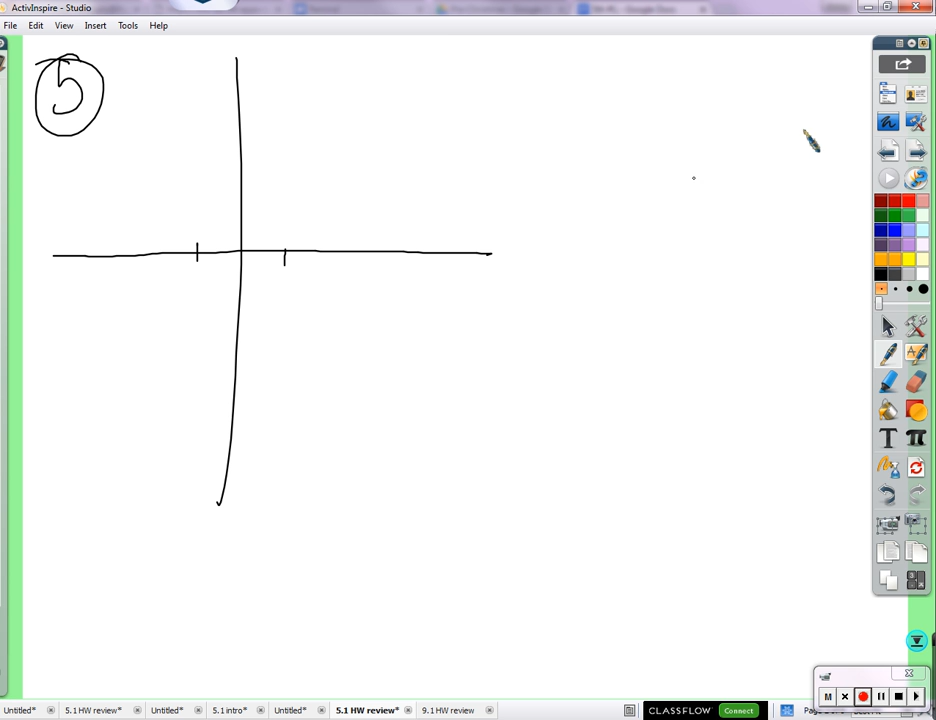 ActivInspire - Studio
File Edit View Insert Tools Help
5
T π
M
Untitled* 5.1 HW review* Untitled* 5.1 intro* Untitled* 5.1 HW review* 9.1 HW review CLASSFLOW Connect